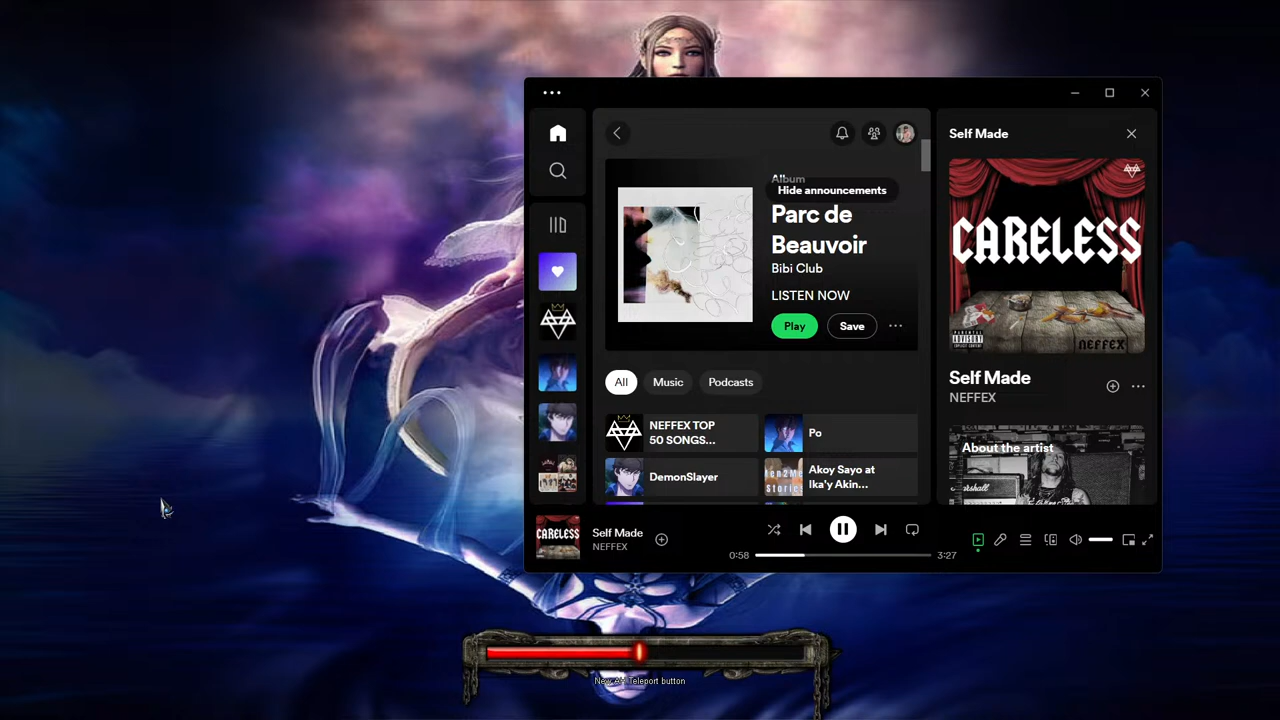 Self Made
Album
Hide announcements
Parc de
Beauvoir
Bibi Club
LISTEN NOW
Play
Save
All
Music
Podcasts
NEFFEX TOP
50 SONGS...
Po
DemonSlayer
Akoy Sayo at
Ika'y Akin...
CARELESS
NEFFEX
Self Made
NEFFEX
About the artist
Marshall
CARELESS
Self Made
NEFFEX
0:58
3:27